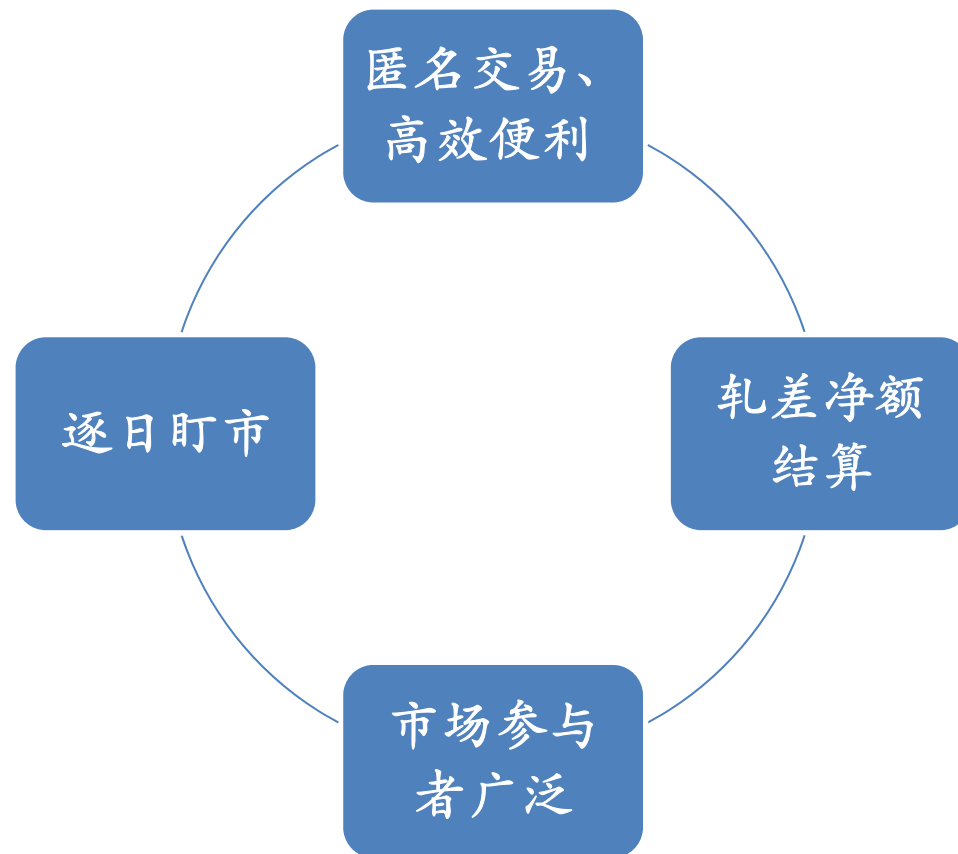 匿名交易、
高效便利
逐日盯市
轧差净额
结算
市场参与
者广泛